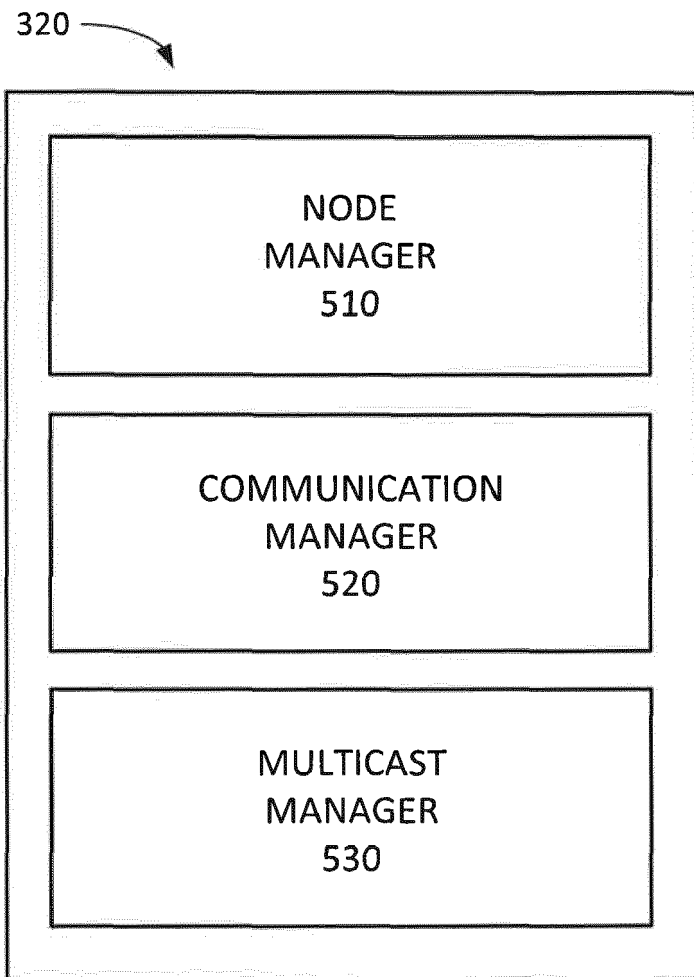 320
NODE
MANAGER
510
COMMUNICATION
MANAGER
520
MULTICAST
MANAGER
530